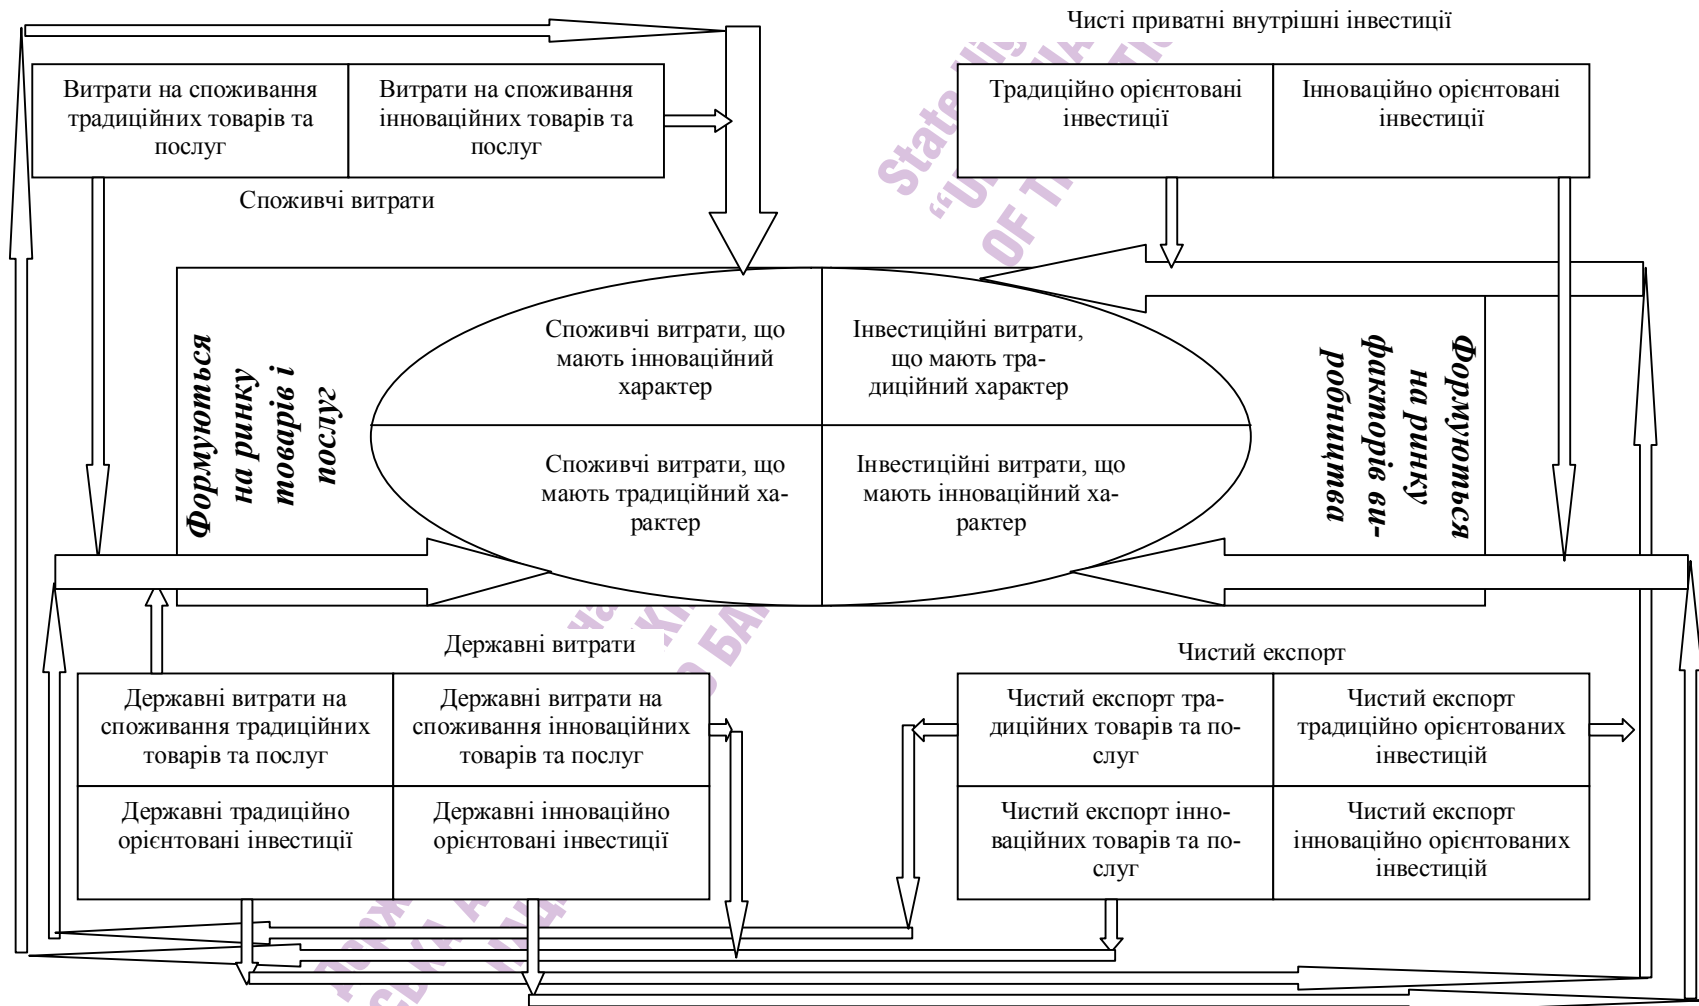 Чисті приватні внутрішні інвестиції
Витрати на споживання
традиційних товарів та
послуг
Витрати на споживання
інноваційних товарів та
послуг
Традиційно орієнтовані
інвестиції
Інноваційно орієнтовані
інвестиції
Споживчі витрати
Формуються
на ринку
товарів і
послуг
Споживчі витрати, що
мають інноваційний
характер
Інвестиційні витрати,
що мають тра-
диційний характер
Споживчі витрати, що
мають традиційний ха-
рактер
Інвестиційні витрати, що
мають інноваційний ха-
рактер
Формуються
на ринку
факторів ви-
робництва
Державні витрати
Чистий експорт
Державні витрати на
споживання традиційних
товарів та послуг
Державні витрати на
споживання інноваційних
товарів та послуг
Державні традиційно
орієнтовані інвестиції
Державні інноваційно
орієнтовані інвестиції
Чистий експорт тра-
диційних товарів та по-
слуг
Чистий експорт
традиційно орієнтованих
інвестицій
Чистий експорт інно-
ваційних товарів та по-
слуг
Чистий експорт
інноваційно орієнтованих
інвестицій
State
OF